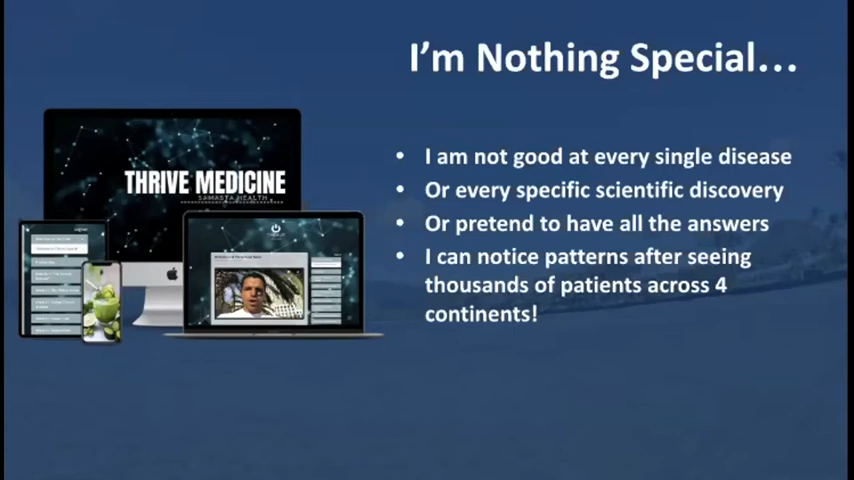 I'm Nothing Special...
THRIVE MEDICINE
SAMASTA HEALTH
• I am not good at every single disease
• Or every specific scientific discovery
• Or pretend to have all the answers
• I can notice patterns after seeing
thousands of patients across 4
continents!